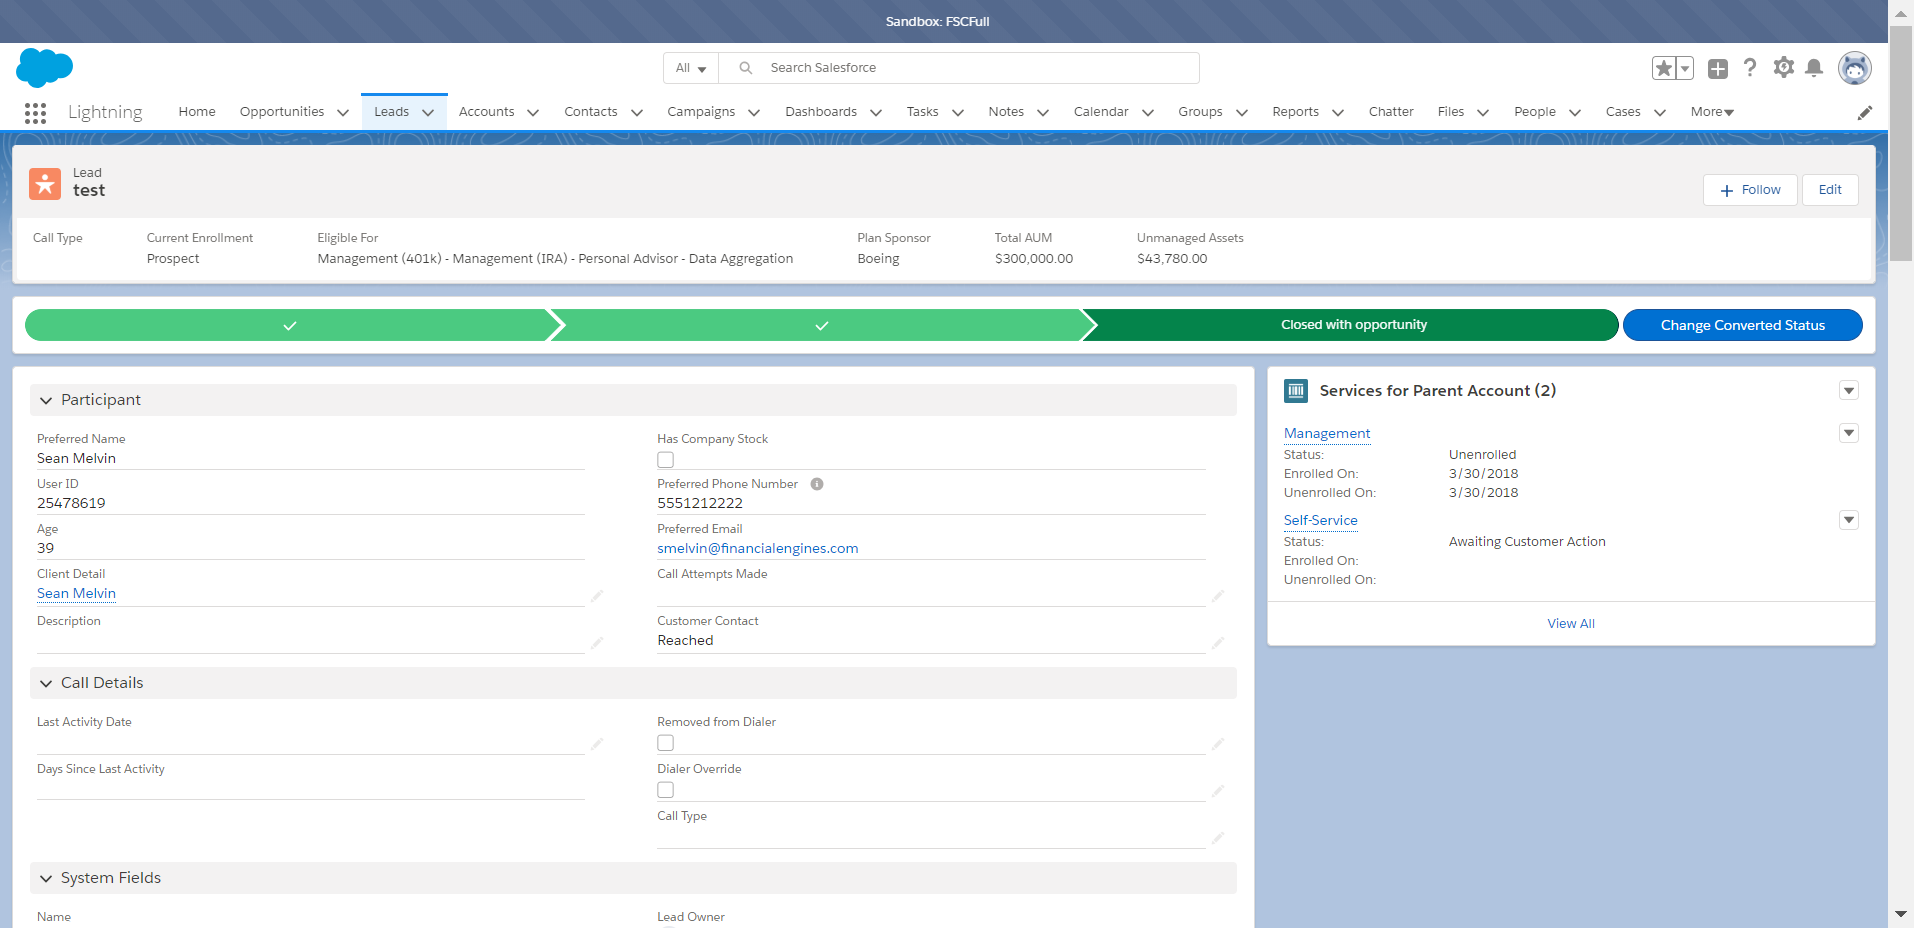 Sandbox: FSCFull
All
Search Salesforce
Lightning
Home Opportunities Leads Accounts Contacts Campaigns Dashboards Tasks Notes Calendar Groups Reports Chatter Files People Cases More
Lead
test
Follow Edit
Call Type Current Enrollment Eligible For Plan Sponsor Total AUM Unmanaged Assets
Prospect Management (401k) - Management (IRA) - Personal Advisor - Data Aggregation Boeing $300,000.00 $43,780.00
Closed with opportunity Change Converted Status
Participant
Preferred Name Has Company Stock
Sean Melvin
User ID Preferred Phone Number
25478619 5551212222
Age Preferred Email
39 smelvin@financialengines.com
Client Detail Call Attempts Made
Sean Melvin
Description Customer Contact
Reached
Call Details
Last Activity Date Removed from Dialer
Days Since Last Activity Dialer Override
Call Type
System Fields
Name Lead Owner
Services for Parent Account (2)
Management
Status: Unenrolled
Enrolled On: 3/30/2018
Unenrolled On: 3/30/2018
Self-Service
Status: Awaiting Customer Action
Enrolled On:
Unenrolled On:
View All